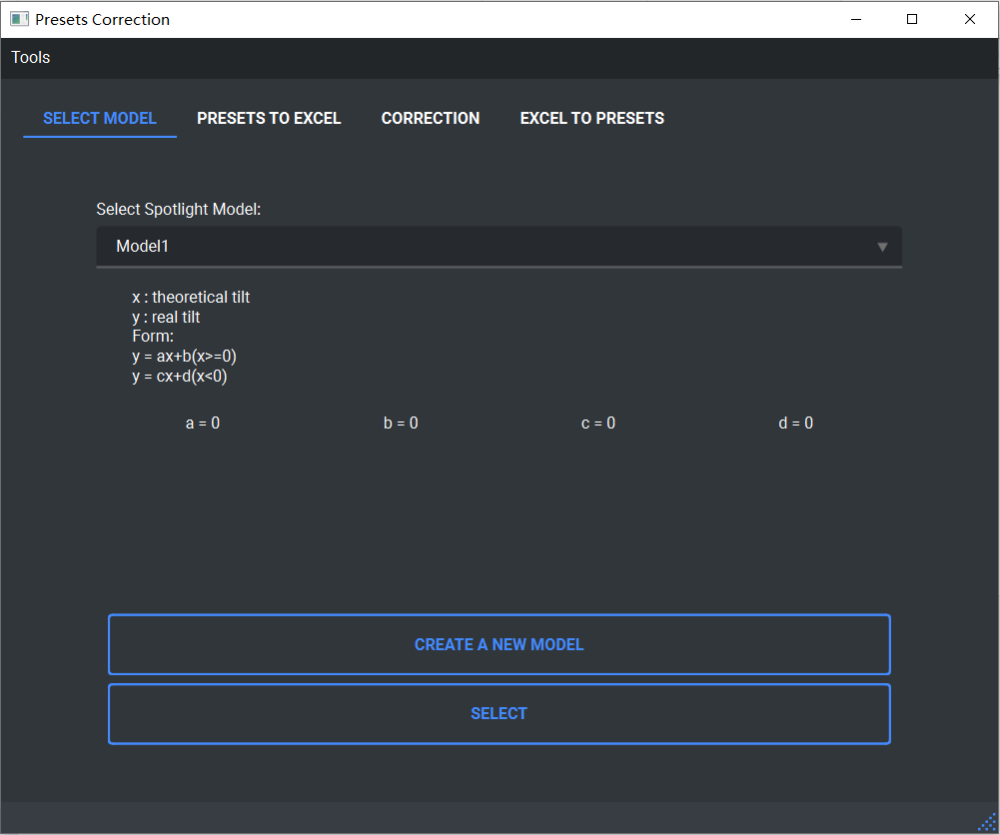 Presets Correction
Tools
SELECT MODEL PRESETS TO EXCEL CORRECTION EXCEL TO PRESETS
Select Spotlight Model:
Model1
x : theoretical tilt
y : real tilt
Form:
y = ax+b(x>=0)
y = cx+d(x<0)
a = 0 b = 0 c = 0 d = 0
CREATE A NEW MODEL
SELECT